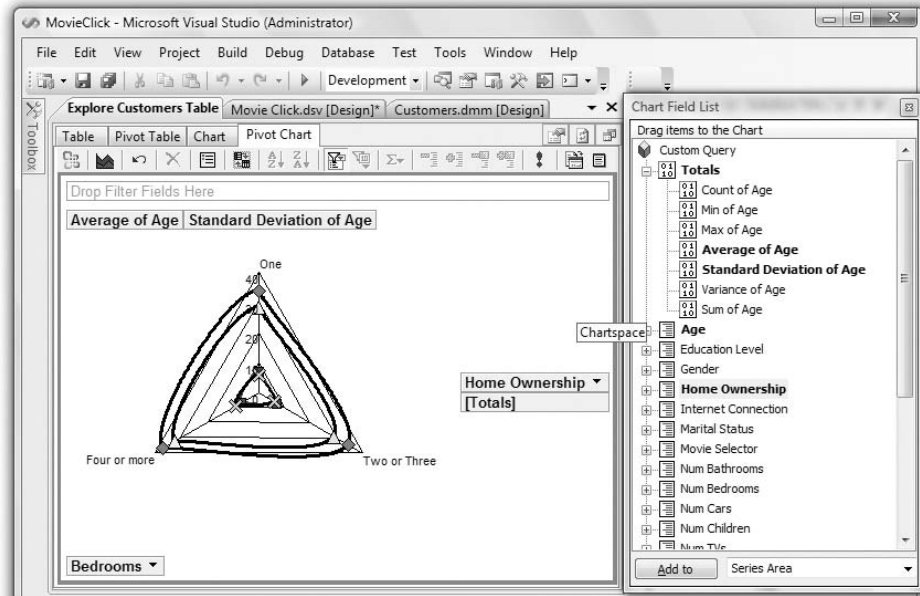 MovieClick - Microsoft Visual Studio (Administrator)
File Edit View Project Build Debug Database Test Tools Window Help
Development
Toolbox
Explore Customers Table Movie Click.dsv [Design]* Customers.dmm [Design]
Table Pivot Table Chart Pivot Chart
Drop Filter Fields Here
Average of Age Standard Deviation of Age
One
40
20
Four or more
Two or Three
Home Ownership
[Totals]
Bedrooms
Chartspace
Chart Field List
Drag items to the Chart
Custom Query
Totals
Count of Age
Min of Age
Max of Age
Average of Age
Standard Deviation of Age
Variance of Age
Sum of Age
Age
Education Level
Gender
Home Ownership
Internet Connection
Marital Status
Movie Selector
Num Bathrooms
Num Bedrooms
Num Cars
Num Children
Num TVs
Add to Series Area